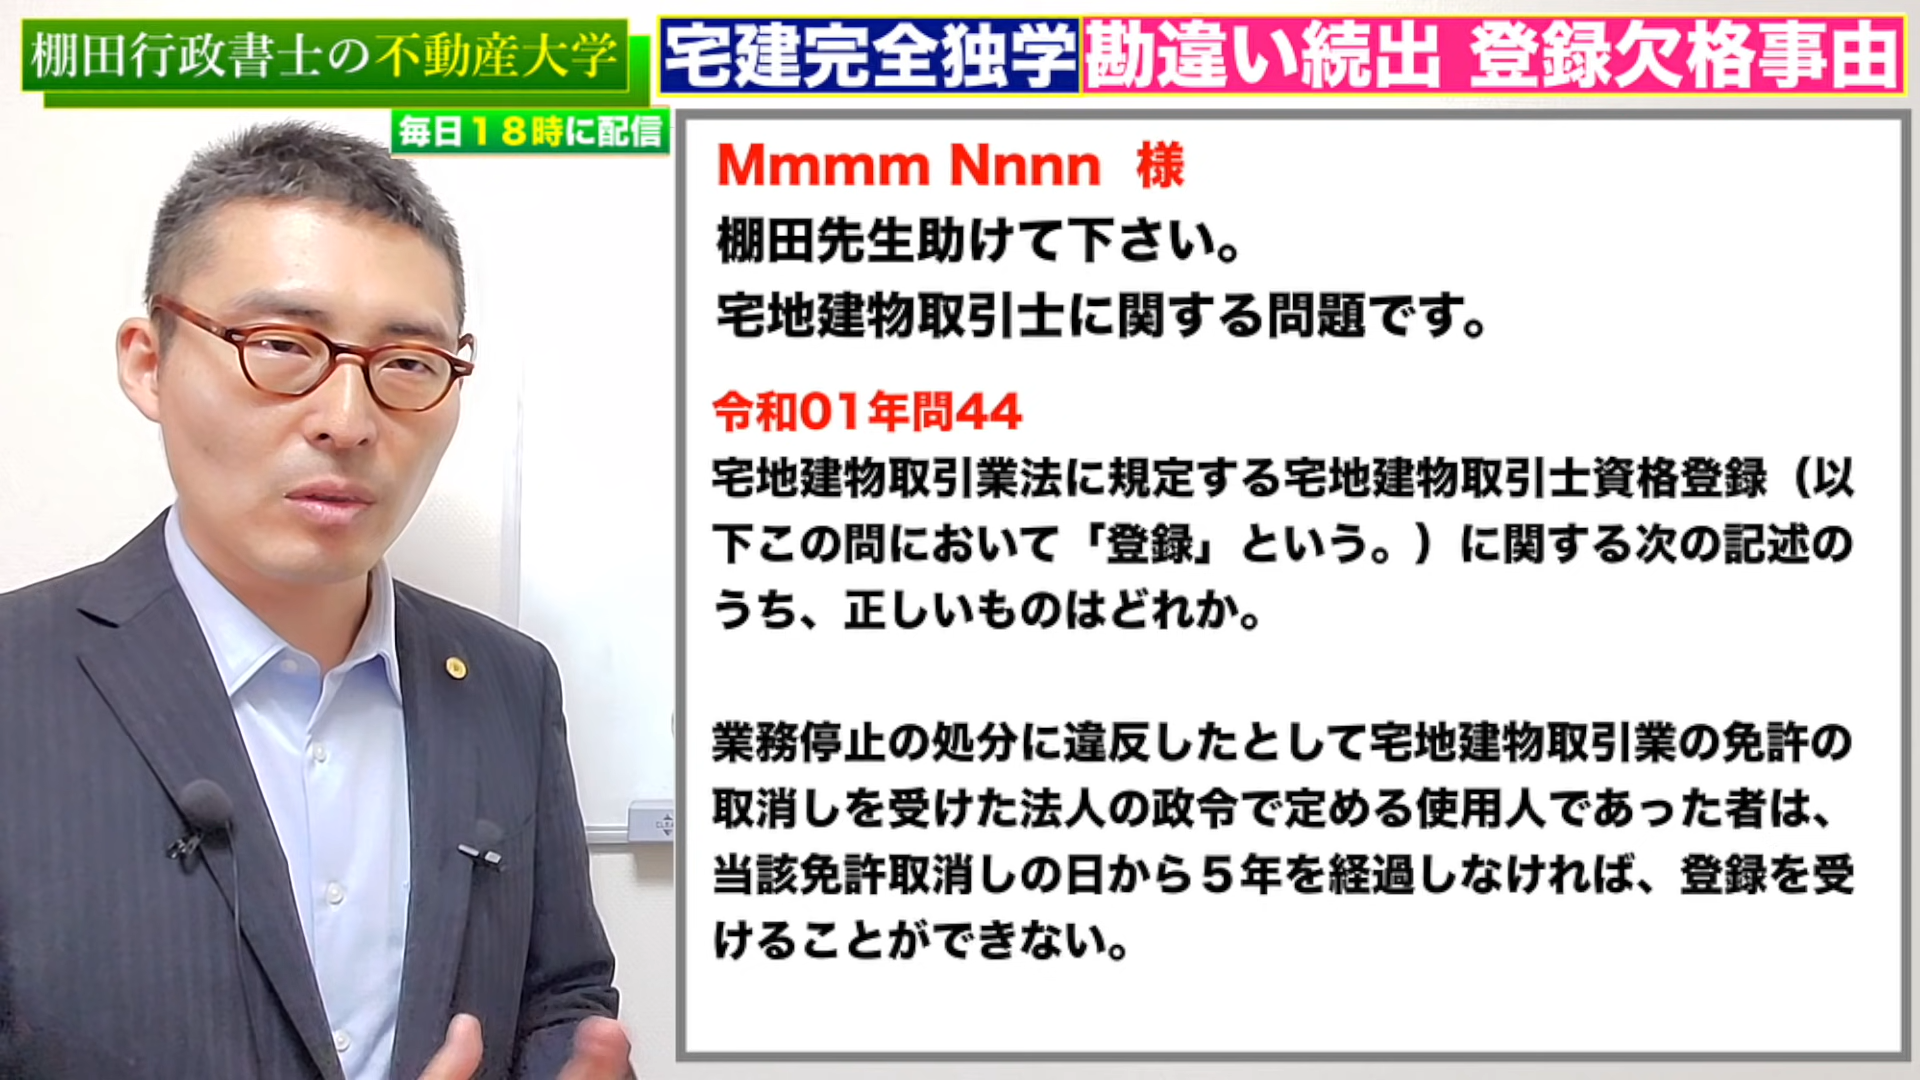 棚田行政書士の不動産大学
宅建完全独学
勘違い続出 登録欠格事由
毎日１８時に配信
Mmmm Nnnn 様
棚田先生助けて下さい。
宅地建物取引士に関する問題です。
令和01年問44
宅地建物取引業法に規定する宅地建物取引士資格登録（以
下この問において「登録」という。）に関する次の記述の
うち、正しいものはどれか。
業務停止の処分に違反したとして宅地建物取引業の免許の
取消しを受けた法人の政令で定める使用人であった者は、
当該免許取消しの日から５年を経過しなければ、登録を受
けることができない。